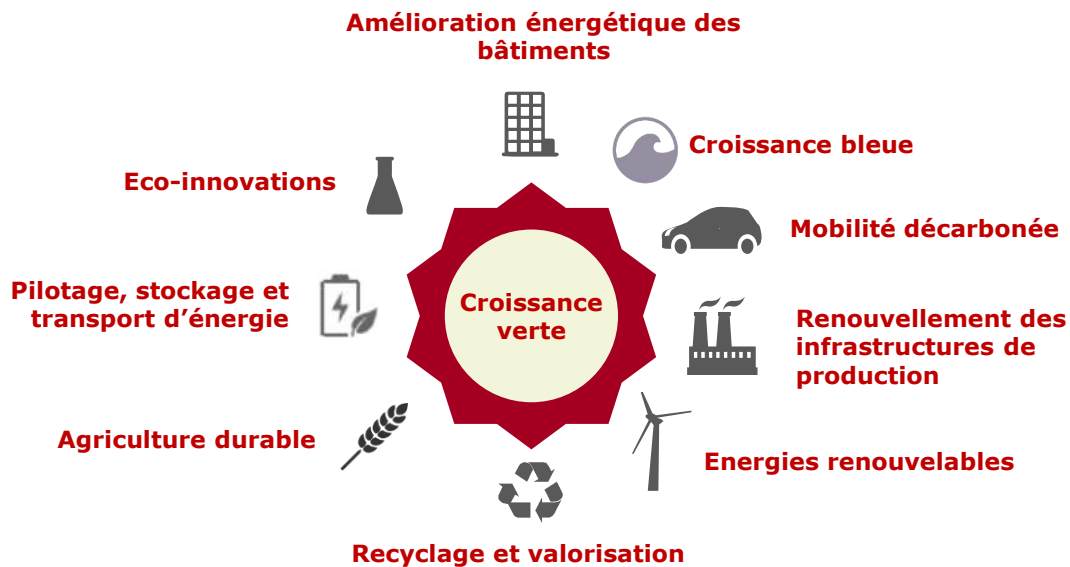 Amélioration énergétique des
bâtiments
Croissance bleue
Eco-innovations
Mobilité décarbonée
Pilotage, stockage et
transport d’énergie
Croissance
verte
Renouvellement des
infrastructures de
production
Agriculture durable
Energies renouvelables
Recyclage et valorisation